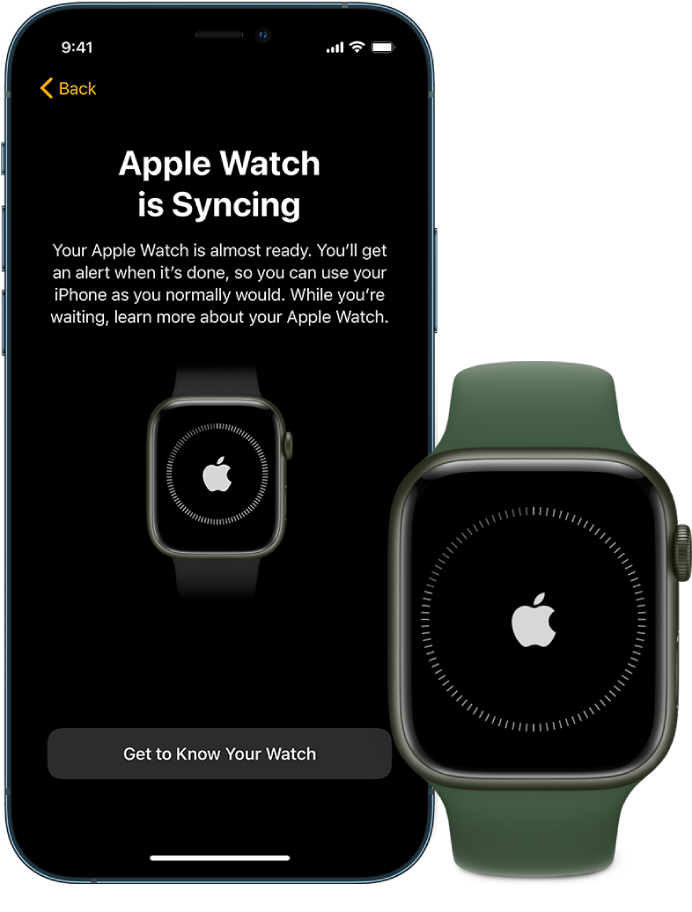 9:41
Back
Apple Watch
is Syncing
Your Apple Watch is almost ready. You’ll get
an alert when it’s done, so you can use your
iPhone as you normally would. While you’re
waiting, learn more about your Apple Watch.
Get to Know Your Watch